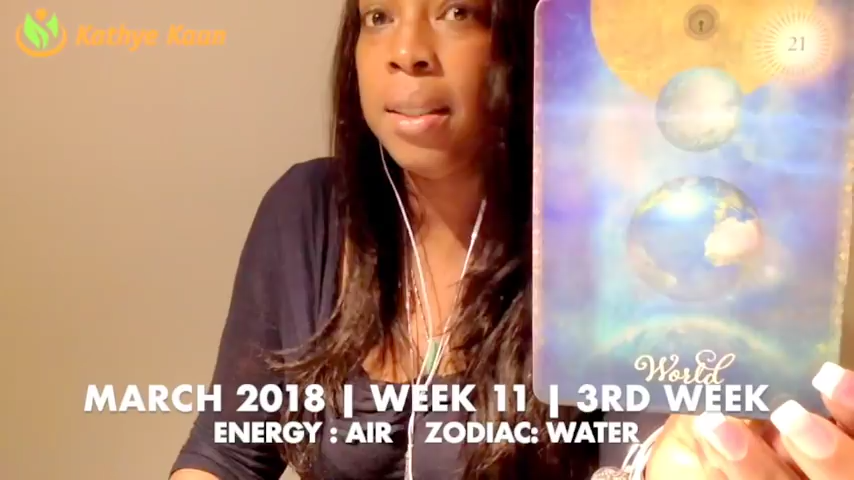 Kathye Kaan
21
World
MARCH 2018 | WEEK 11 | 3RD WEEK
ENERGY : AIR ZODIAC: WATER